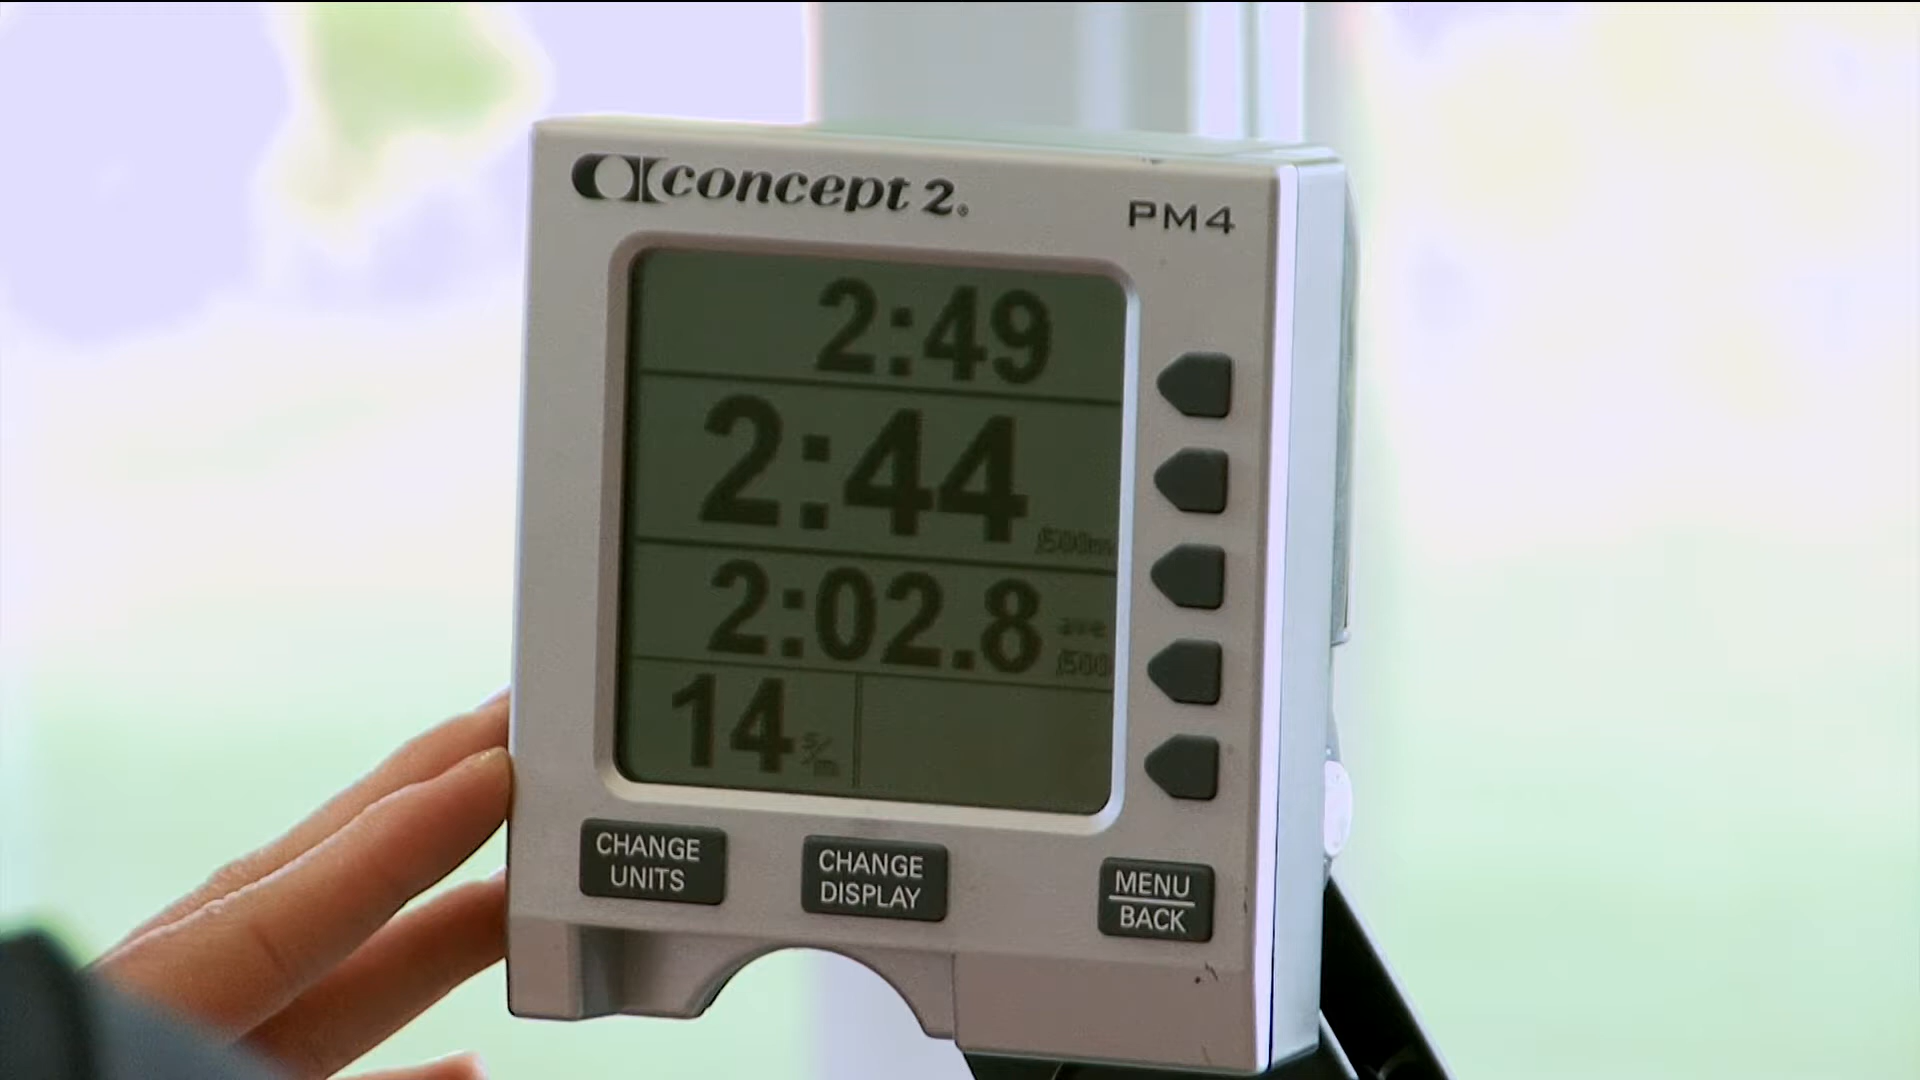 concept 2®
PM4
2:49
2:44 /500m
2:02.8 ave /500
14 s/m
CHANGE UNITS
CHANGE DISPLAY
MENU BACK